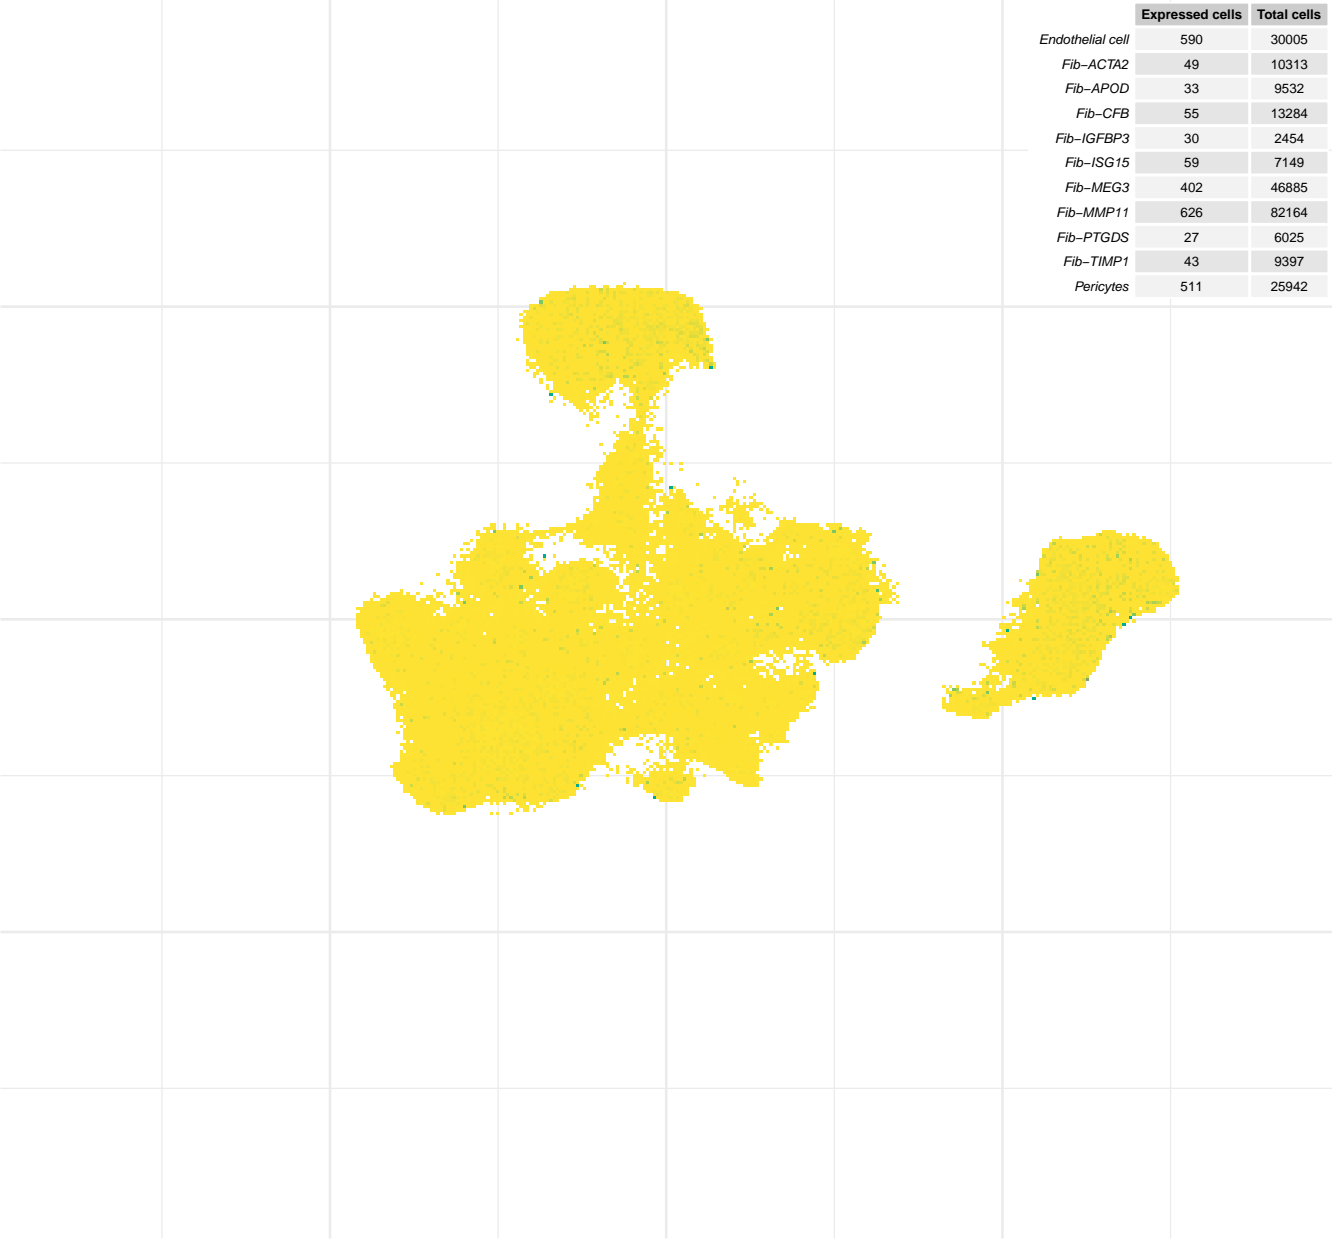 Expressed cells Total cells
Endothelial cell 590 30005
Fib−ACTA2 49 10313
Fib−APOD 33 9532
Fib−CFB 55 13284
Fib−IGFBP3 30 2454
Fib−ISG15 59 7149
Fib−MEG3 402 46885
Fib−MMP11 626 82164
Fib−PTGDS 27 6025
Fib−TIMP1 43 9397
Pericytes 511 25942